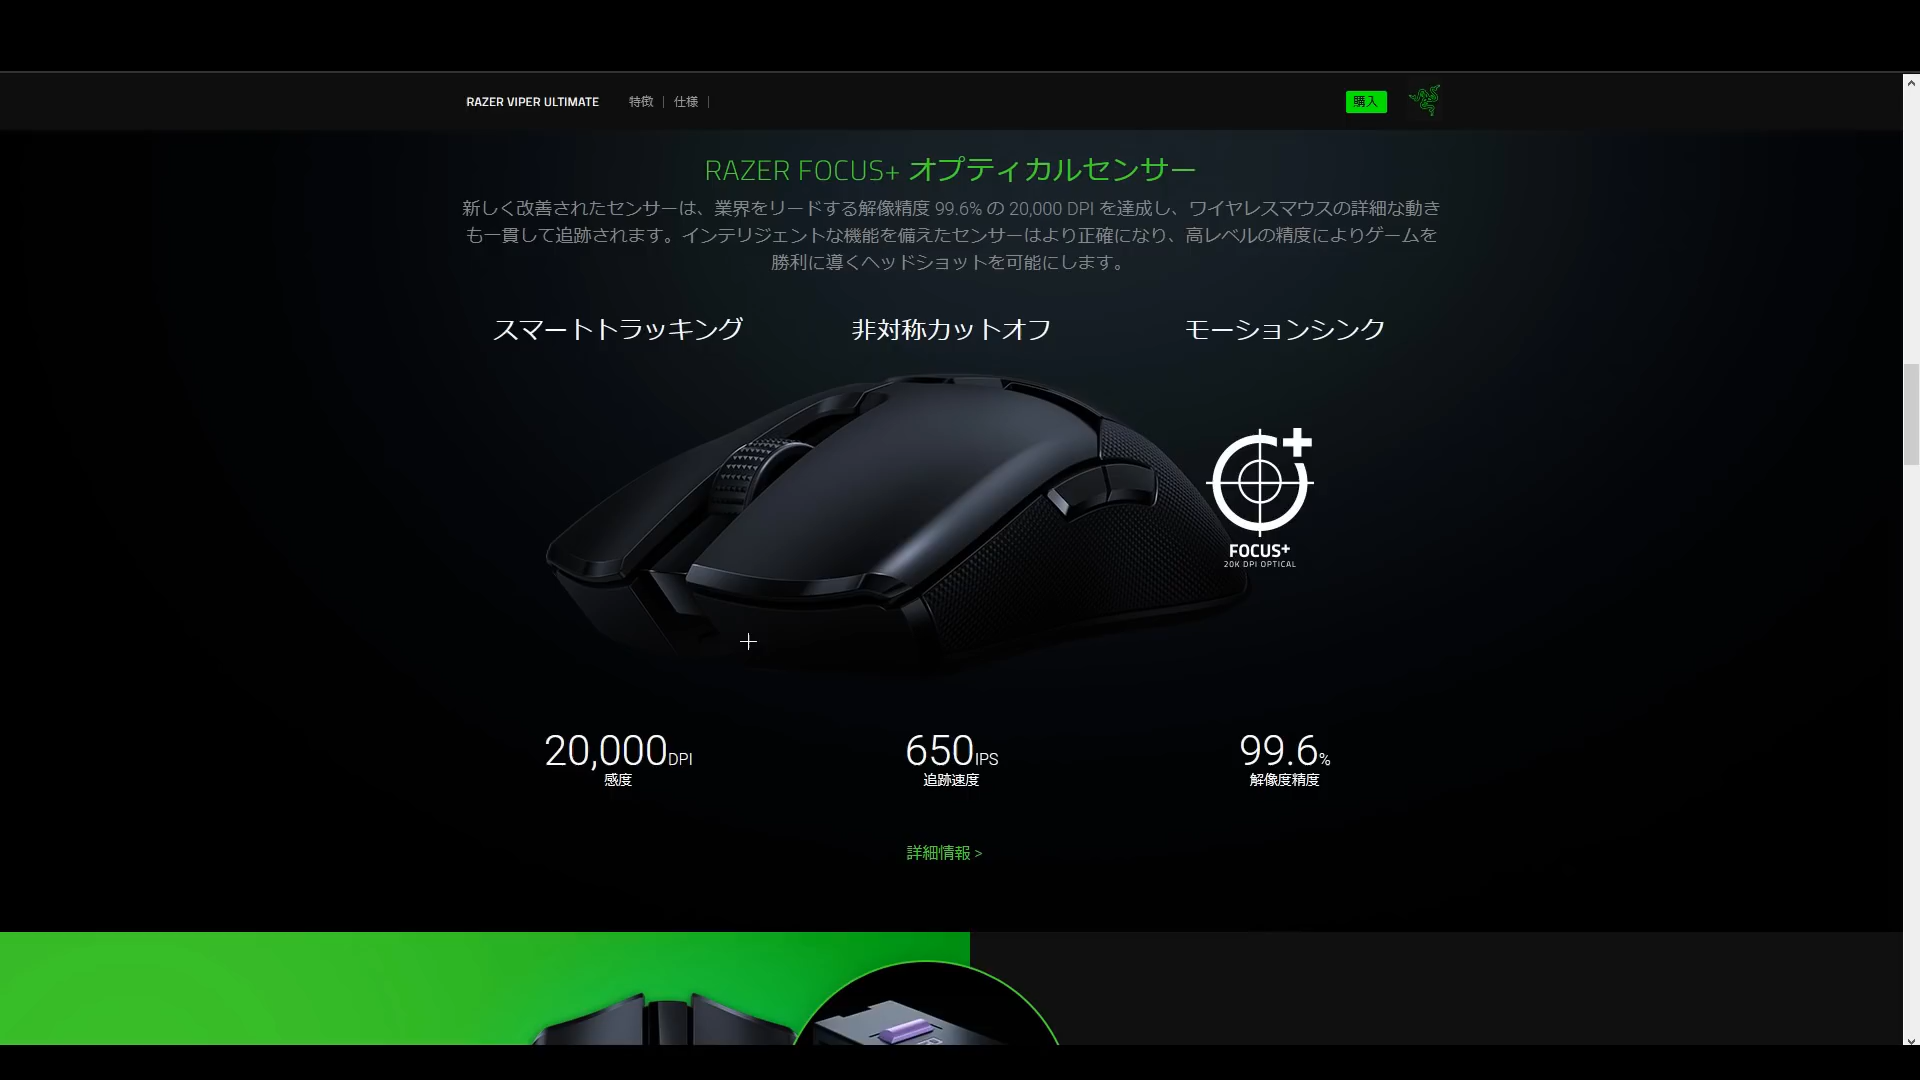 RAZER VIPER ULTIMATE 特徴 | 仕様 | 購入
RAZER FOCUS+ オプティカルセンサー
新しく改善されたセンサーは、業界をリードする解像精度 99.6% の 20,000 DPI を達成し、ワイヤレスマウスの詳細な動き
も一貫して追跡されます。インテリジェントな機能を備えたセンサーはより正確になり、高レベルの精度によりゲームを
勝利に導くヘッドショットを可能にします。
スマートトラッキング 非対称カットオフ モーションシンク
FOCUS+
20K DPI OPTICAL
20,000DPI 650IPS 99.6%
感度 追跡速度 解像度精度
詳細情報 >